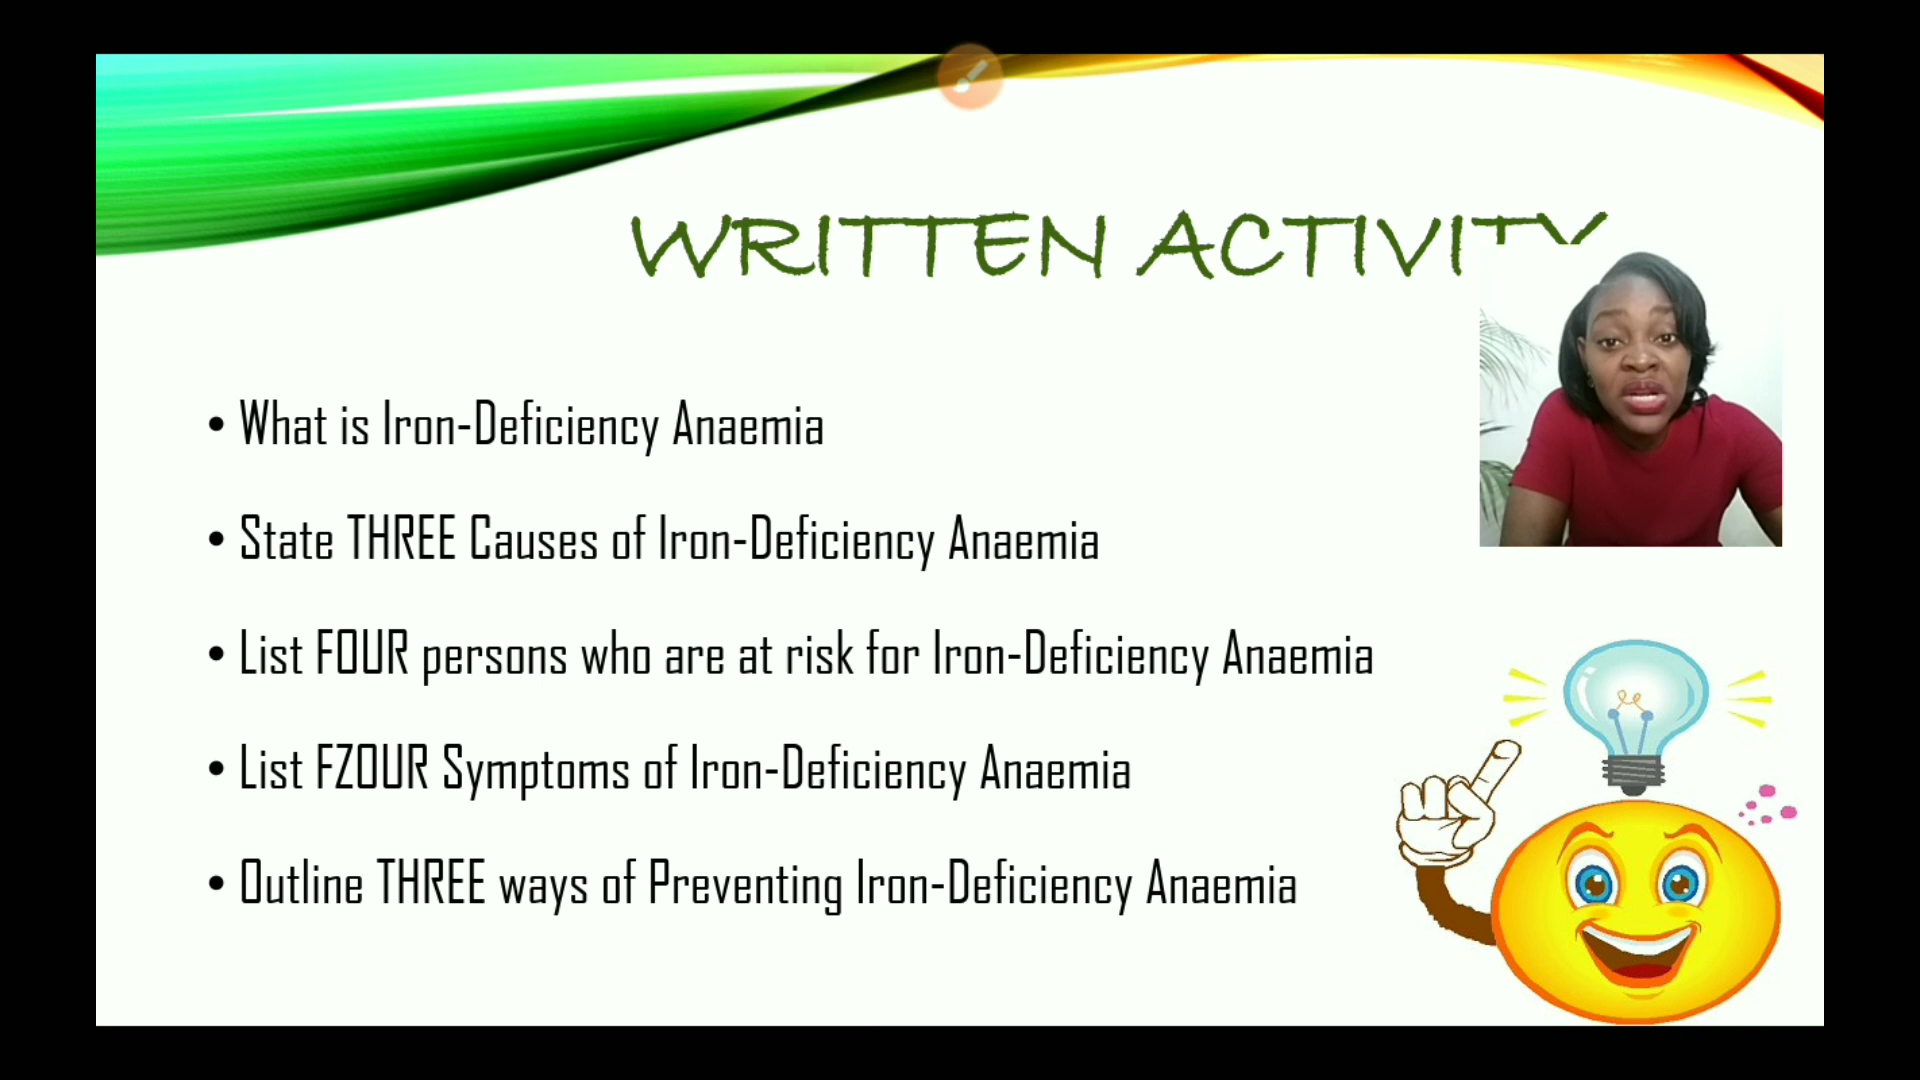 WRITTEN ACTIVITY
• What is Iron-Deficiency Anaemia
• State THREE Causes of Iron-Deficiency Anaemia
• List FOUR persons who are at risk for Iron-Deficiency Anaemia
• List FZOUR Symptoms of Iron-Deficiency Anaemia
• Outline THREE ways of Preventing Iron-Deficiency Anaemia